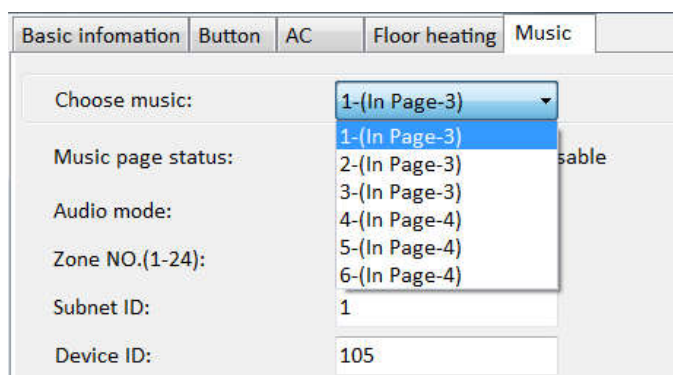 Basic infomation Button AC Floor heating Music
Choose music: 1-(In Page-3)
1-(In Page-3)
Music page status: 2-(In Page-3) sable
3-(In Page-3)
Audio mode: 4-(In Page-4)
Zone NO.(1-24): 5-(In Page-4)
6-(In Page-4)
Subnet ID: 1
Device ID: 105